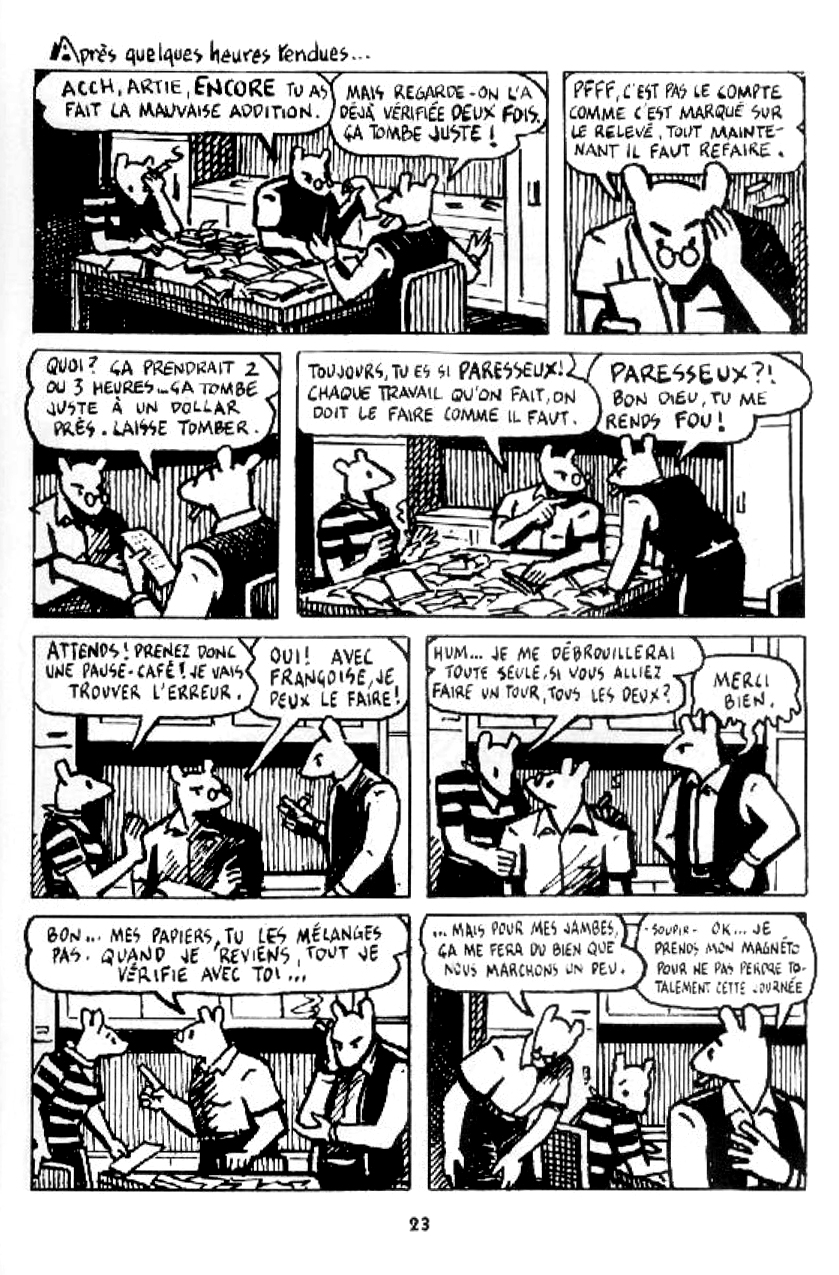 Après quelques heures tendues...
ACCH, ARTIE, ENCORE TU AS
FAIT LA MAUVAISE ADDITION.
MAIS REGARDE - ON L'A
DÉJÀ VÉRIFIÉE DEUX FOIS.
ÇA TOMBE JUSTE !
PFFF, C'EST PAS LE COMPTE
COMME C'EST MARQUÉ SUR
LE RELEVÉ, TOUT MAINTE-
NANT IL FAUT REFAIRE.
QUOI ? ÇA PRENDRAIT 2
OU 3 HEURES... ÇA TOMBE
JUSTE À UN DOLLAR
PRÈS. LAISSE TOMBER.
TOUJOURS, TU ES SI PARESSEUX !
CHAQUE TRAVAIL QU'ON FAIT, ON
DOIT LE FAIRE COMME IL FAUT.
PARESSEUX ?!
BON DIEU, TU ME
RENDS FOU !
ATTENDS ! PRENEZ DONC
UNE PAUSE-CAFÉ ! JE VAIS
TROUVER L'ERREUR.
OUI ! AVEC
FRANÇOISE, JE
PEUX LE FAIRE !
HUM... JE ME DÉBROUILLERAI
TOUTE SEULE, SI VOUS ALLIEZ
FAIRE UN TOUR, TOUS LES DEUX ?
MERCI
BIEN.
BON... MES PAPIERS, TU LES MÉLANGES
PAS. QUAND JE REVIENS, TOUT JE
VÉRIFIE AVEC TOI...
... MAIS POUR MES JAMBES,
ÇA ME FERA DU BIEN QUE
NOUS MARCHONS UN PEU.
-SOUPIR- OK... JE
PRENDS MON MAGNÉTO
POUR NE PAS PERDRE TO-
TALEMENT CETTE JOURNÉE
23